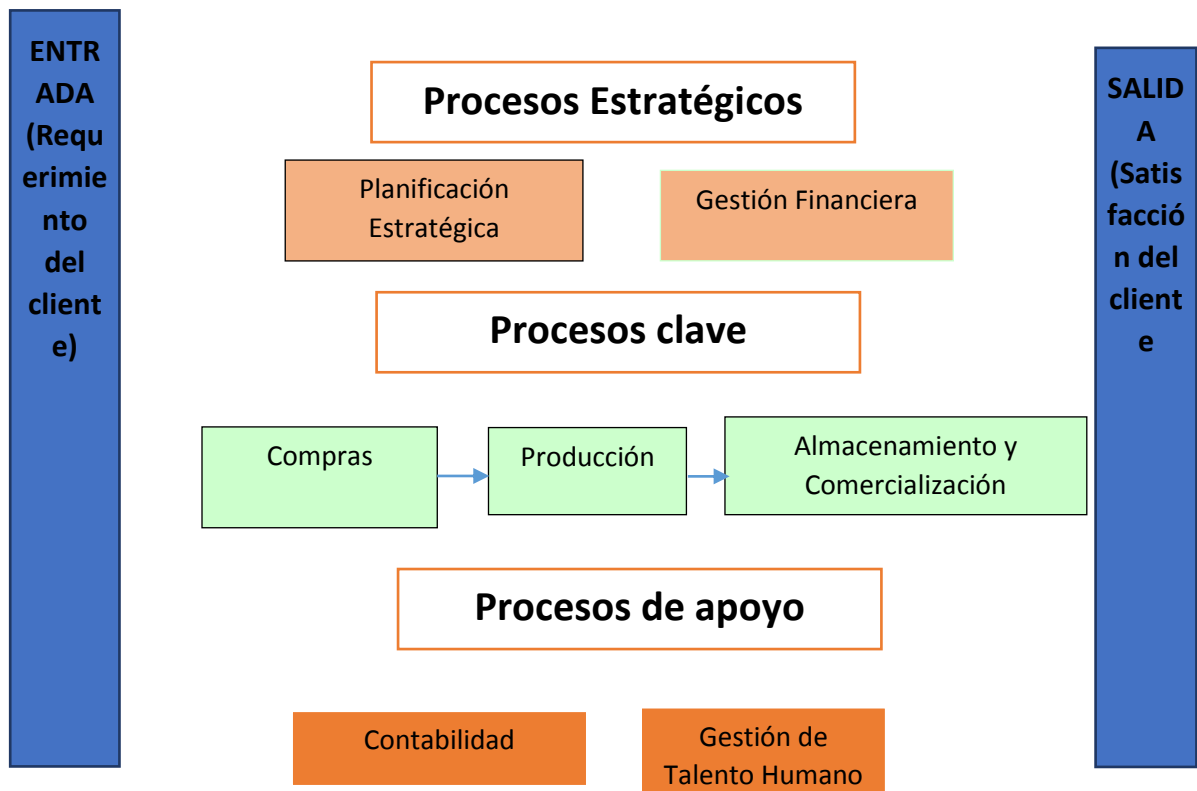 ENTR
ADA
(Requ
erimie
nto
del
client
e)
Procesos Estratégicos
Planificación
Estratégica
Gestión Financiera
Procesos clave
Compras
Producción
Almacenamiento y
Comercialización
Procesos de apoyo
Contabilidad
Gestión de
Talento Humano
SALID
A
(Satis
facció
n del
client
e